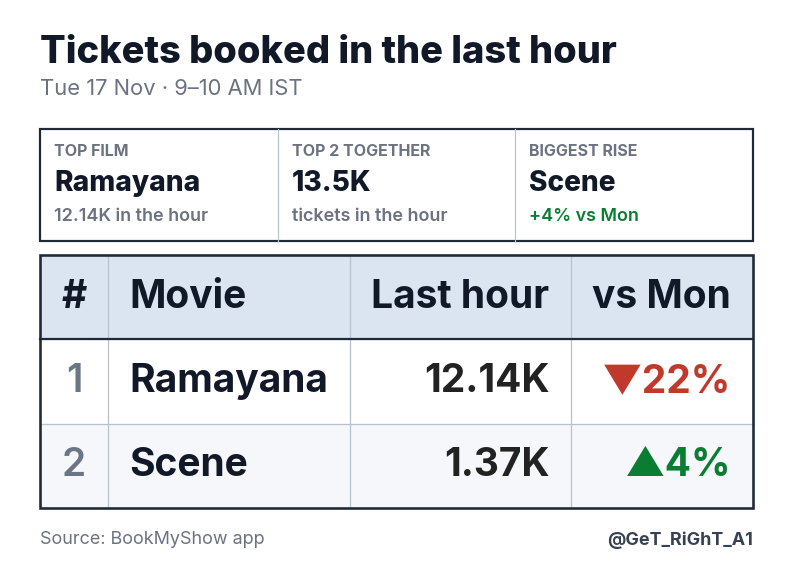 Tickets booked in the last hour
Tue 17 Nov · 9–10 AM IST
TOP FILM
Ramayana
12.14K in the hour
TOP 2 TOGETHER
13.5K
tickets in the hour
BIGGEST RISE
Scene
+4% vs Mon
# Movie Last hour vs Mon
1 Ramayana 12.14K ▼22%
2 Scene 1.37K ▲4%
Source: BookMyShow app
@GeT_RiGhT_A1